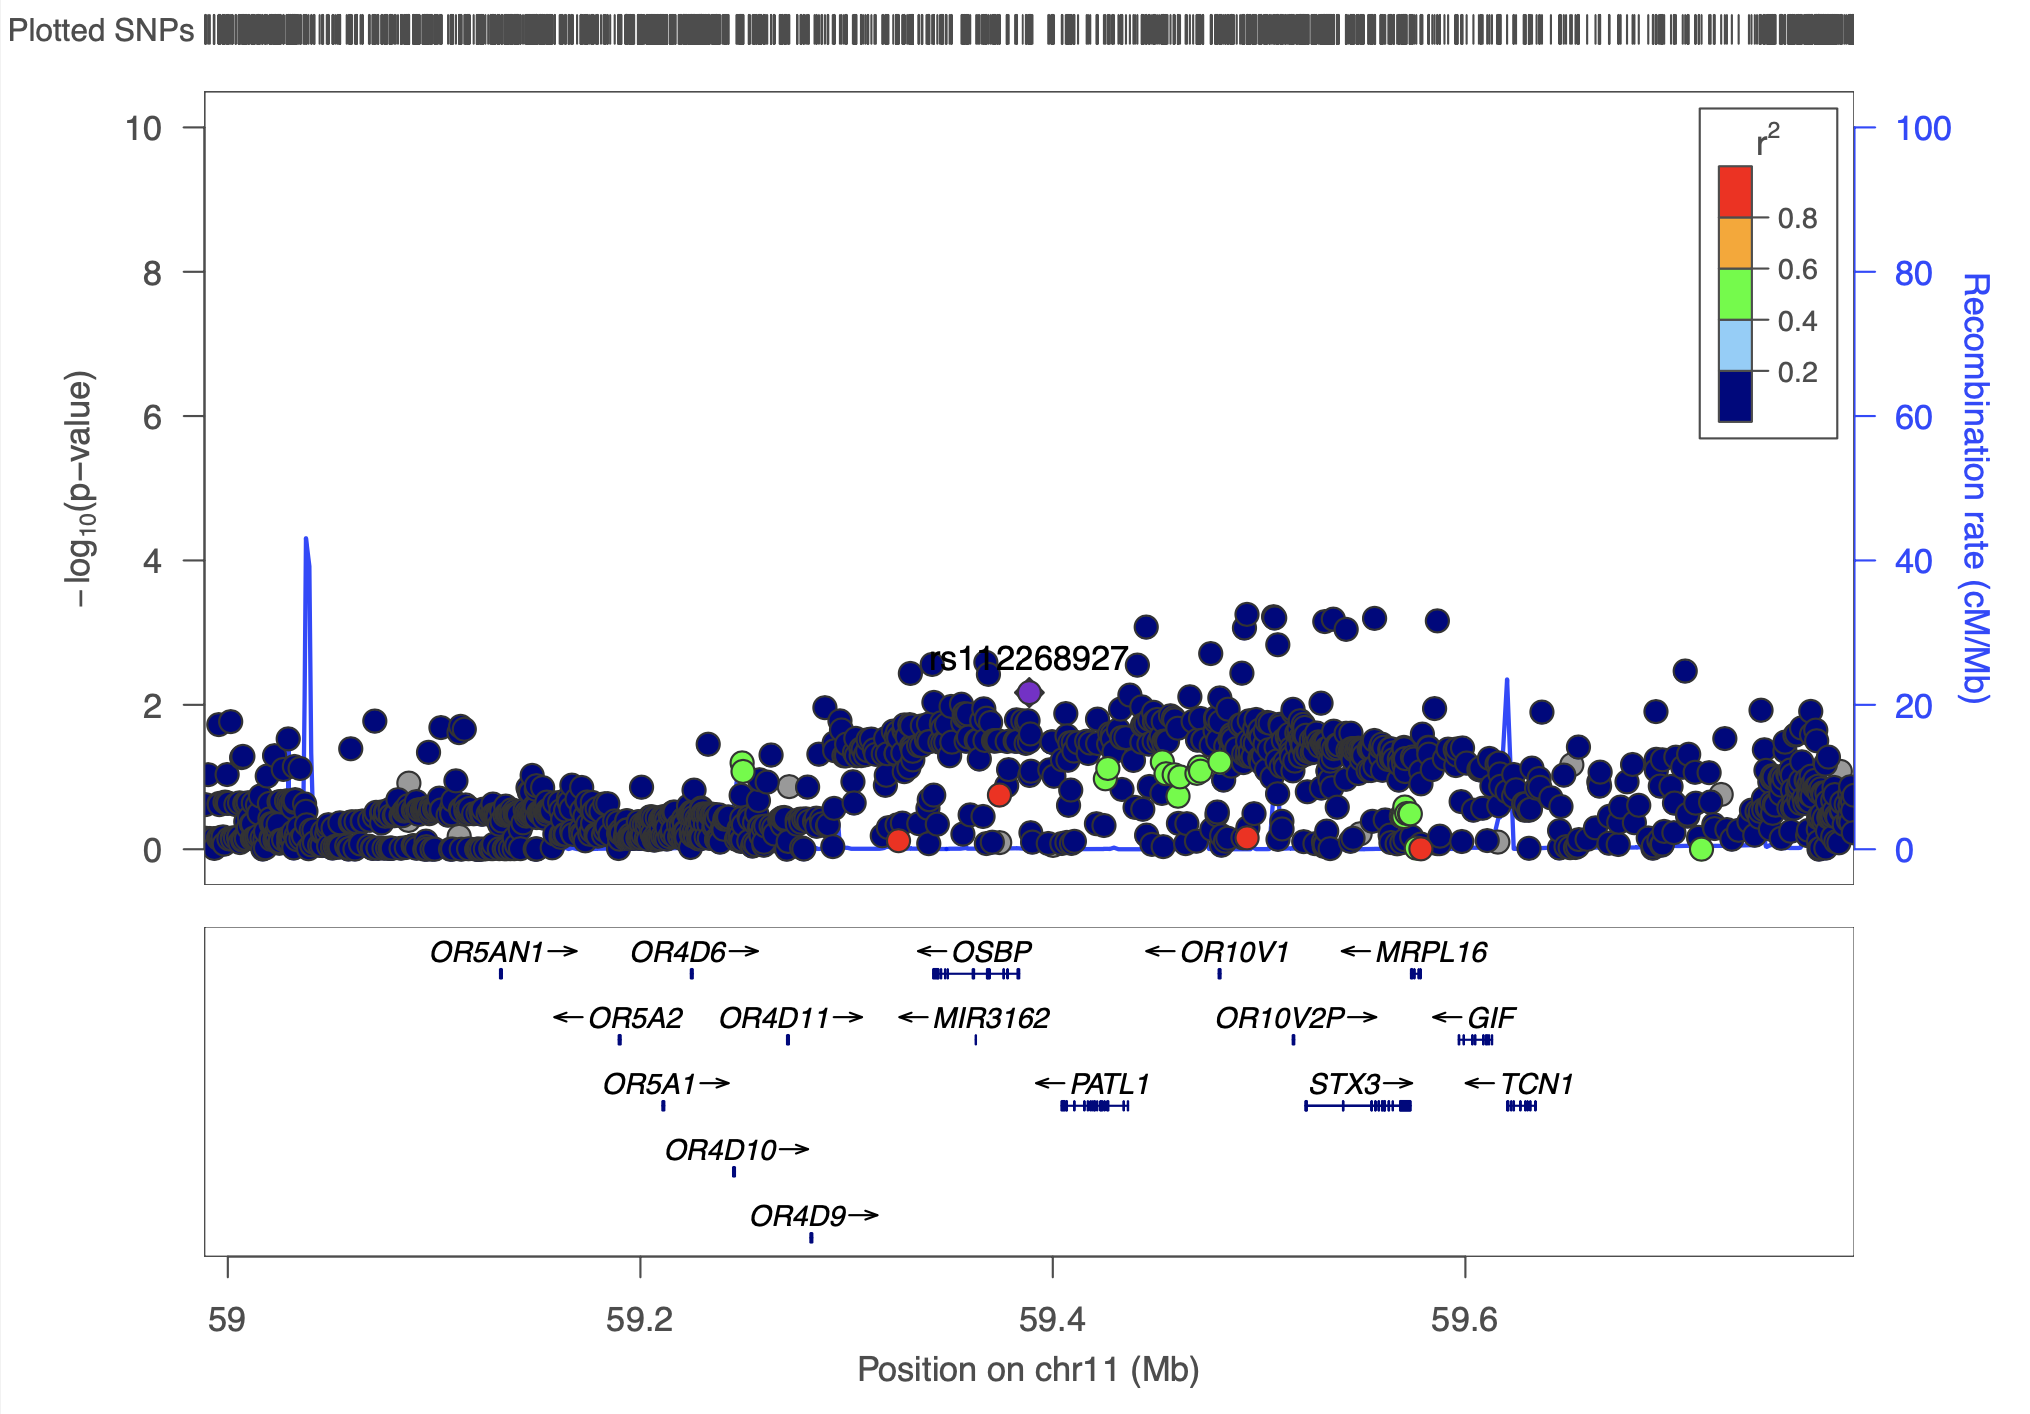 Plotted SNPs
10
8
6
4
2
0
−log10(p−value)
100
80
60
40
20
0
Recombination rate (cM/Mb)
r2
0.8
0.6
0.4
0.2
rs112268927
OR5AN1→ OR4D6→ ←OSBP ←OR10V1 ←MRPL16
←OR5A2 OR4D11→ ←MIR3162 OR10V2P→ ←GIF
OR5A1→ ←PATL1 STX3→ ←TCN1
OR4D10→
OR4D9→
59 59.2 59.4 59.6
Position on chr11 (Mb)